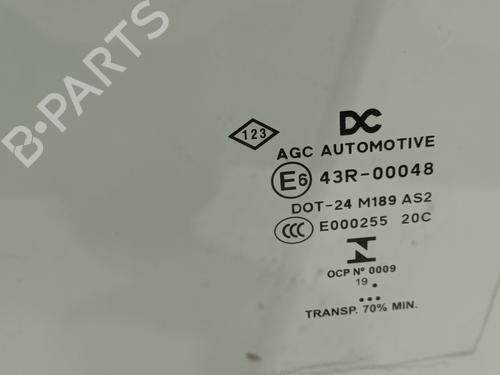 B-PARTS
123
DC
AGC AUTOMOTIVE
E6 43R-00048
DOT-24 M189 AS2
CCC E000255 20C
N
OCP Nº 0009
19 .
...
TRANSP. 70% MIN.